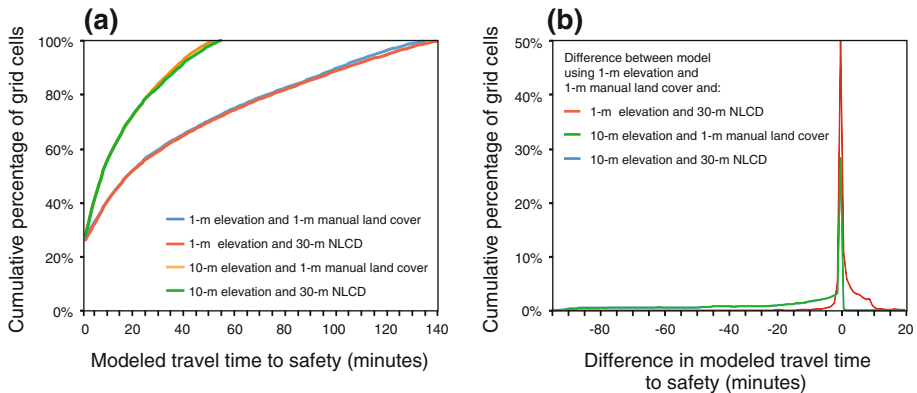 (a)
Cumulative percentage of grid cells
100%
80%
60%
40%
20%
0%
1-m elevation and 1-m manual land cover
1-m elevation and 30-m NLCD
10-m elevation and 1-m manual land cover
10-m elevation and 30-m NLCD
0 20 40 60 80 100 120 140
Modeled travel time to safety (minutes)
(b)
Cumulative percentage of grid cells
50%
40%
30%
20%
10%
0%
Difference between model
using 1-m elevation and
1-m manual land cover and:
1-m elevation and 30-m NLCD
10-m elevation and 1-m manual land cover
10-m elevation and 30-m NLCD
-80 -60 -40 -20 0 20
Difference in modeled travel time
to safety (minutes)